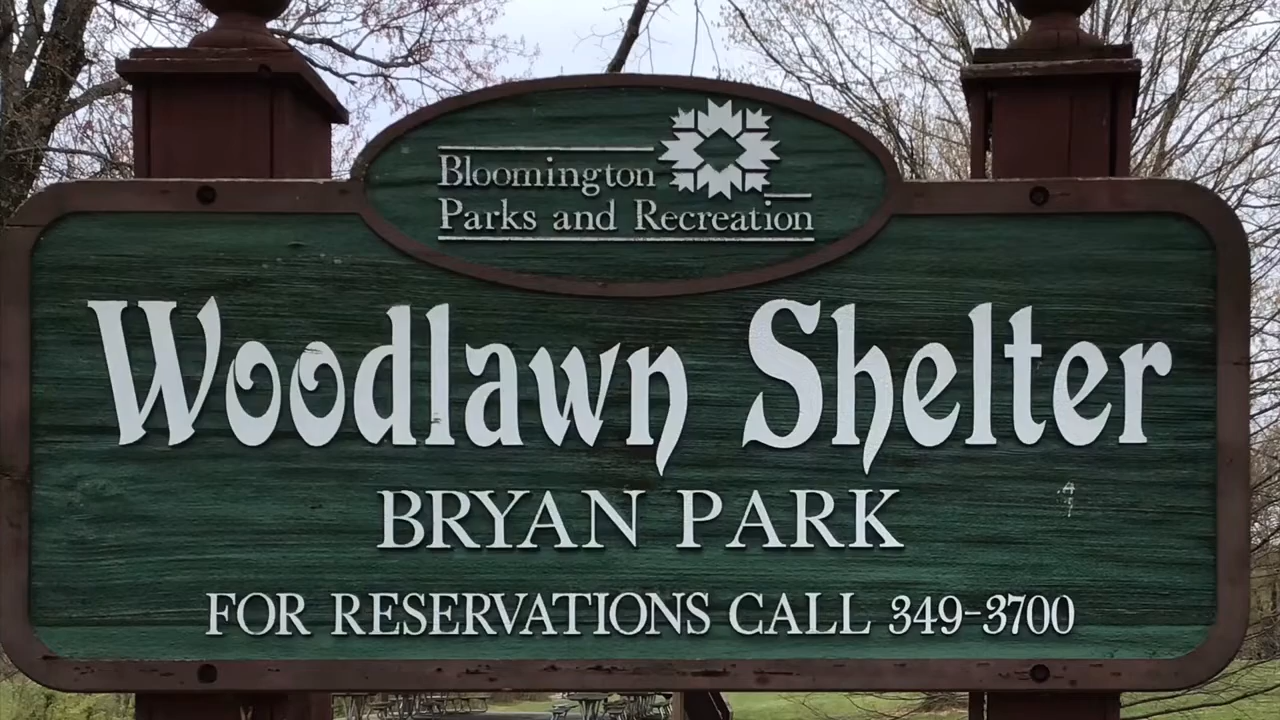 Bloomington
Parks and Recreation
Woodlawn Shelter
BRYAN PARK
FOR RESERVATIONS CALL 349-3700